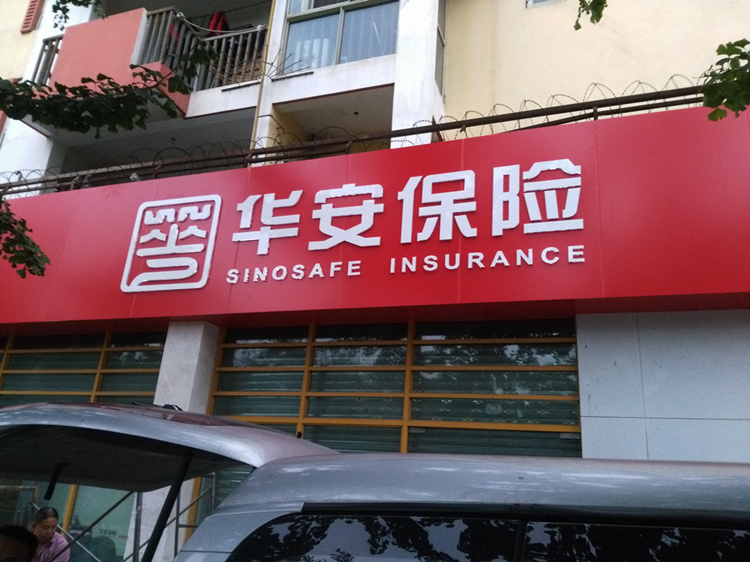 华安保险
SINOSAFE INSURANCE